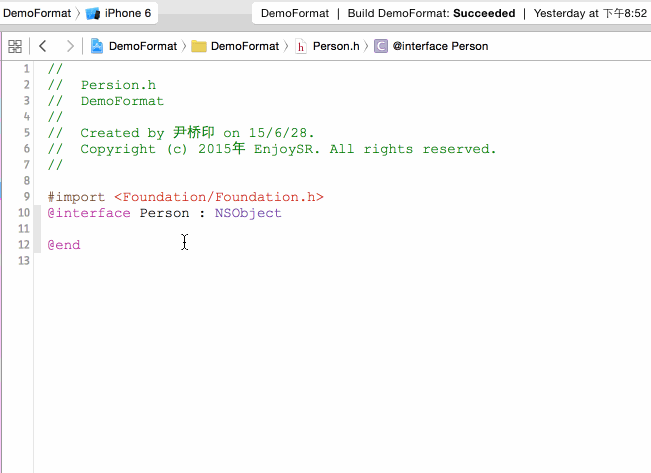 DemoFormat 〉 iPhone 6 DemoFormat | Build DemoFormat: Succeeded | Yesterday at 下午8:52
DemoFormat 〉 DemoFormat 〉 h Person.h 〉 C @interface Person
1 //
2 //  Persion.h
3 //  DemoFormat
4 //
5 //  Created by 尹桥印 on 15/6/28.
6 //  Copyright (c) 2015年 EnjoySR. All rights reserved.
7 //
8
9 #import <Foundation/Foundation.h>
10 @interface Person : NSObject
11
12 @end
13